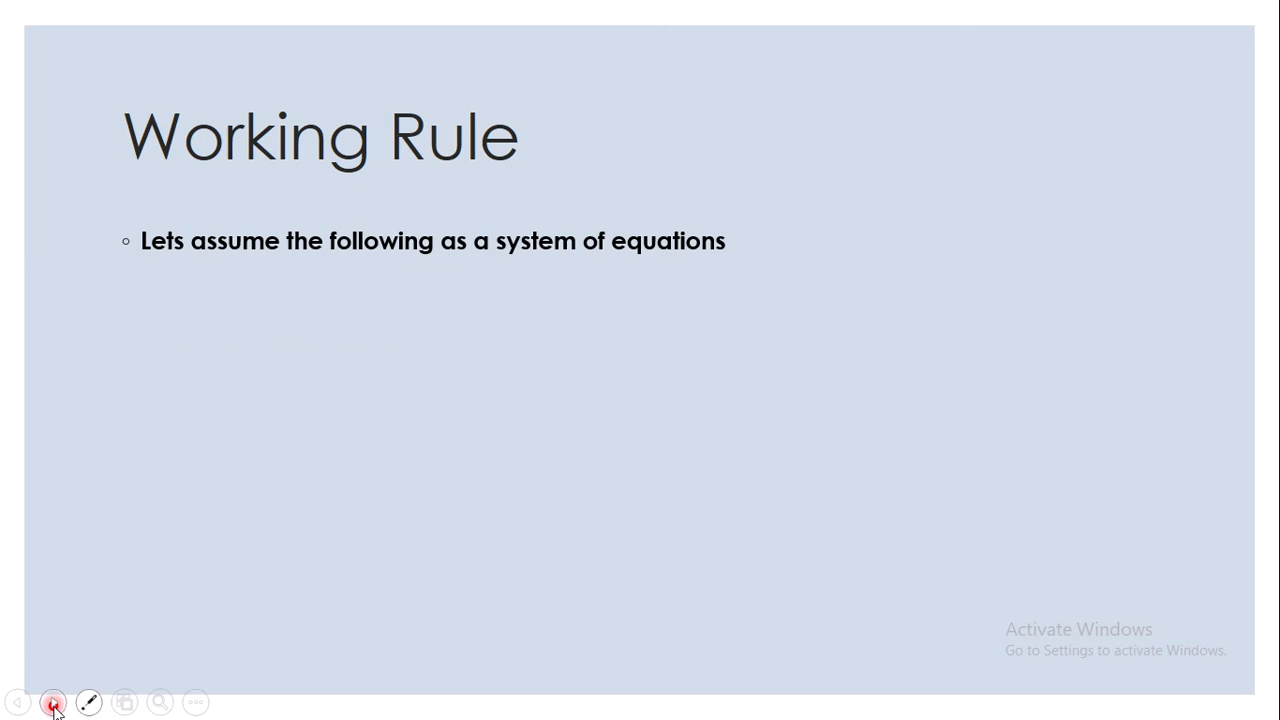 Working Rule
Lets assume the following as a system of equations
Activate Windows
Go to Settings to activate Windows.